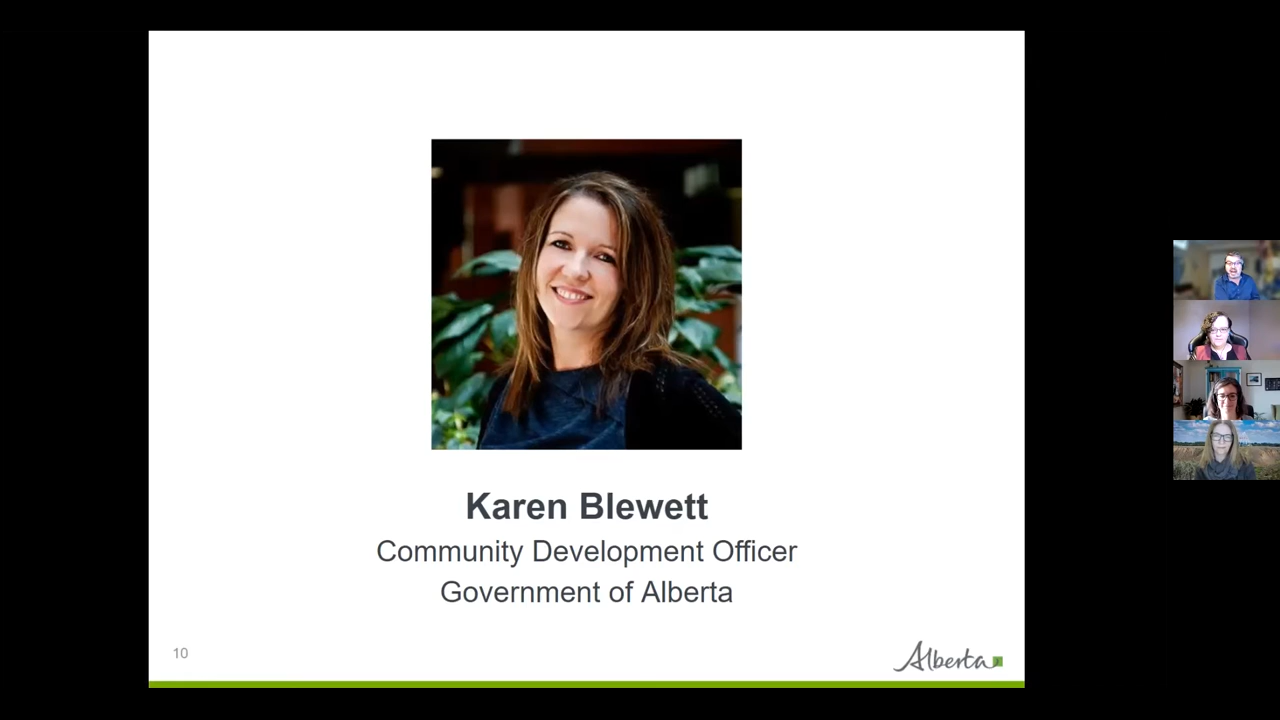 Karen Blewett
Community Development Officer
Government of Alberta
10
Alberta